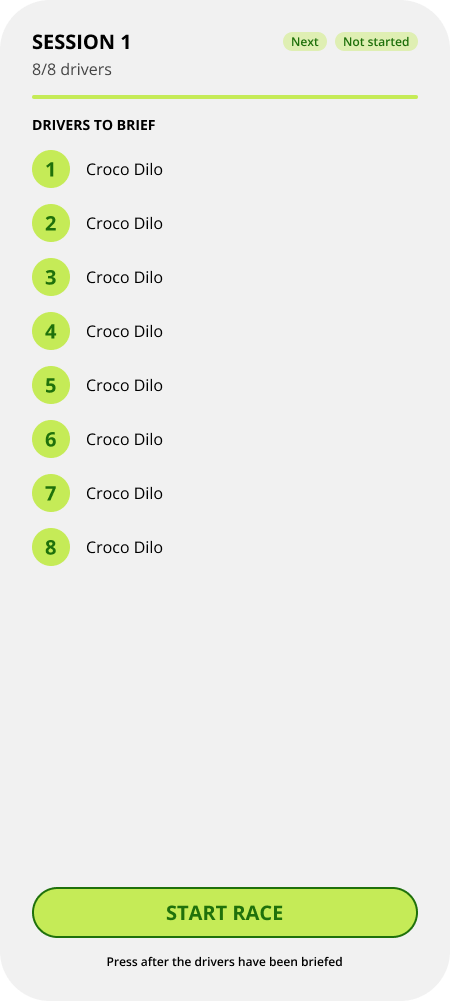 SESSION 1
Next
Not started
8/8 drivers
DRIVERS TO BRIEF
1 Croco Dilo
2 Croco Dilo
3 Croco Dilo
4 Croco Dilo
5 Croco Dilo
6 Croco Dilo
7 Croco Dilo
8 Croco Dilo
START RACE
Press after the drivers have been briefed